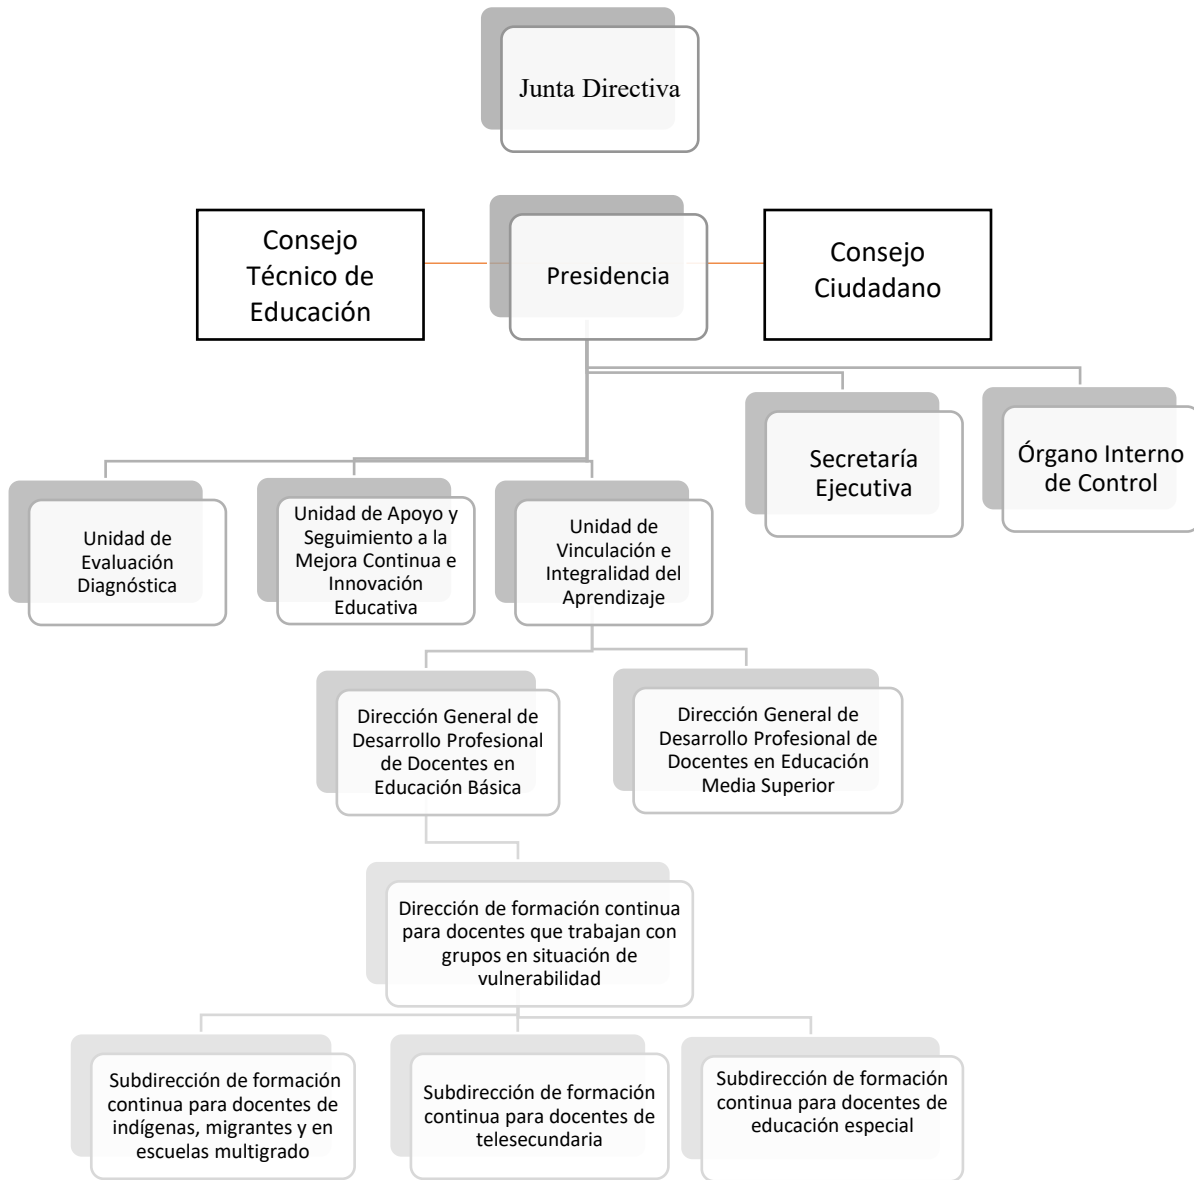 Junta Directiva
Consejo
Técnico de
Educación
Presidencia
Consejo
Ciudadano
Secretaría
Ejecutiva
Órgano Interno
de Control
Unidad de
Evaluación
Diagnóstica
Unidad de Apoyo y
Seguimiento a la
Mejora Continua e
Innovación
Educativa
Unidad de
Vinculación e
Integralidad del
Aprendizaje
Dirección General de
Desarrollo Profesional
de Docentes en
Educación Básica
Dirección General de
Desarrollo Profesional de
Docentes en Educación
Media Superior
Dirección de formación continua
para docentes que trabajan con
grupos en situación de
vulnerabilidad
Subdirección de formación
continua para docentes de
indígenas, migrantes y en
escuelas multigrado
Subdirección de formación
continua para docentes de
telesecundaria
Subdirección de formación
continua para docentes de
educación especial